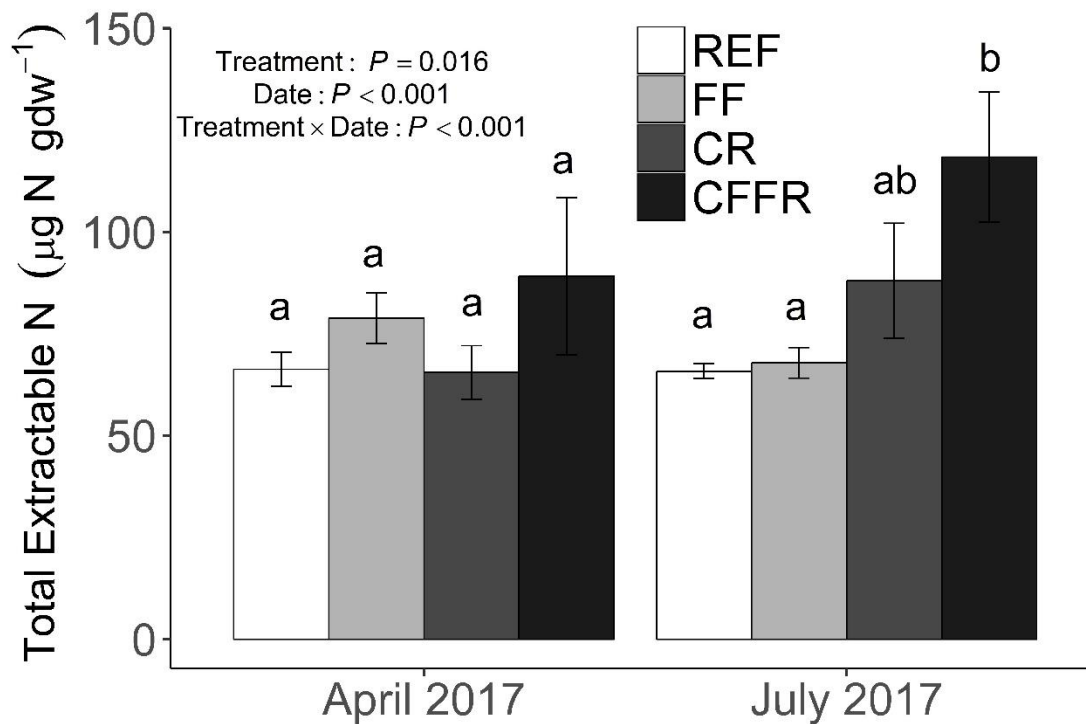 Total Extractable N (μg N gdw⁻¹)
150
100
50
0
Treatment: P = 0.016
Date: P < 0.001
Treatment × Date: P < 0.001
REF
FF
CR
CFFR
a
a
a
a
a
a
ab
b
April 2017
July 2017